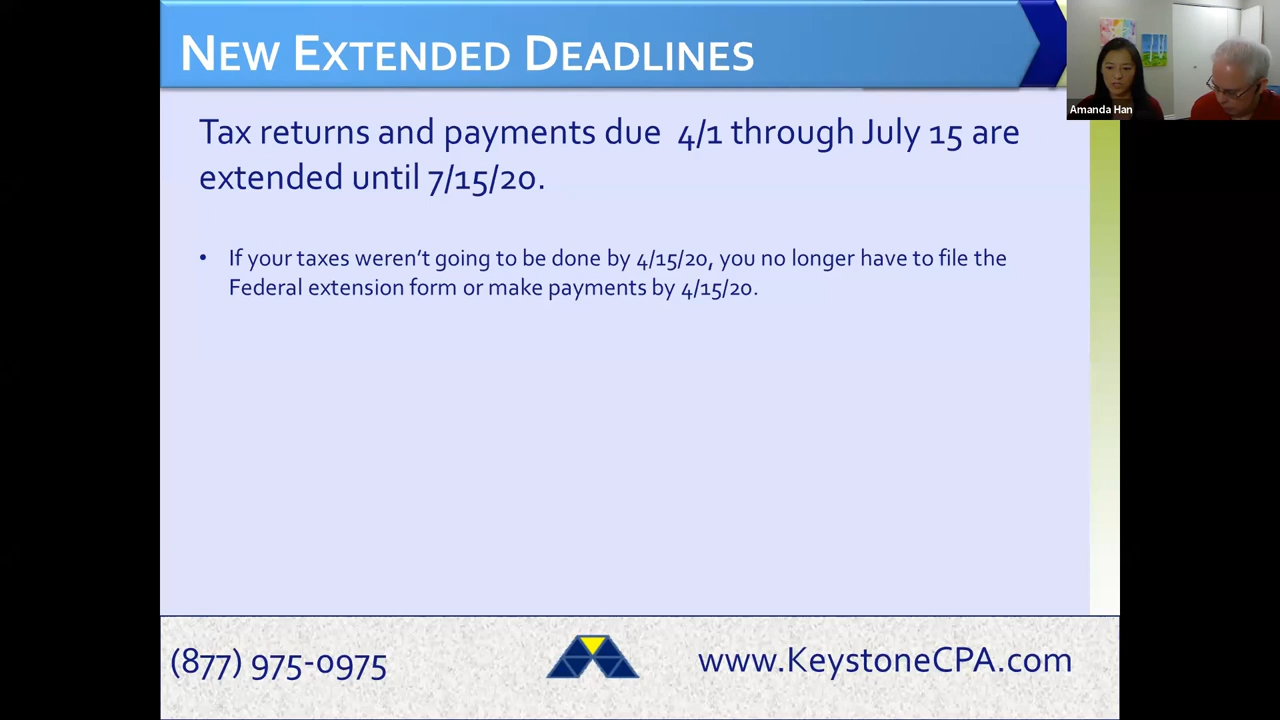 NEW EXTENDED DEADLINES
Amanda Han
Tax returns and payments due 4/1 through July 15 are
extended until 7/15/20.
• If your taxes weren't going to be done by 4/15/20, you no longer have to file the
Federal extension form or make payments by 4/15/20.
(877) 975-0975
www.KeystoneCPA.com